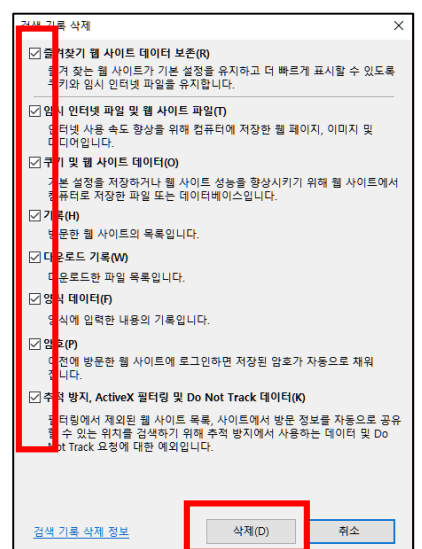 검색 기록 삭제
즐겨찾기 웹 사이트 데이터 보존(R)
즐겨 찾는 웹 사이트가 기본 설정을 유지하고 더 빠르게 표시할 수 있도록
쿠키와 임시 인터넷 파일을 유지합니다.
임시 인터넷 파일 및 웹 사이트 파일(T)
인터넷 사용 속도 향상을 위해 컴퓨터에 저장한 웹 페이지, 이미지 및
미디어입니다.
쿠키 및 웹 사이트 데이터(O)
기본 설정을 저장하거나 웹 사이트 성능을 향상시키기 위해 웹 사이트에서
컴퓨터로 저장한 파일 또는 데이터베이스입니다.
기록(H)
방문한 웹 사이트의 목록입니다.
다운로드 기록(W)
다운로드한 파일 목록입니다.
양식 데이터(F)
양식에 입력한 내용의 기록입니다.
암호(P)
이전에 방문한 웹 사이트에 로그인하면 저장된 암호가 자동으로 채워
집니다.
추적 방지, ActiveX 필터링 및 Do Not Track 데이터(K)
필터링에서 제외된 웹 사이트 목록, 사이트에서 방문 정보를 자동으로 공유
할 수 있는 위치를 검색하기 위해 추적 방지에서 사용하는 데이터 및 Do
Not Track 요청에 대한 예외입니다.
검색 기록 삭제 정보
삭제(D)
취소